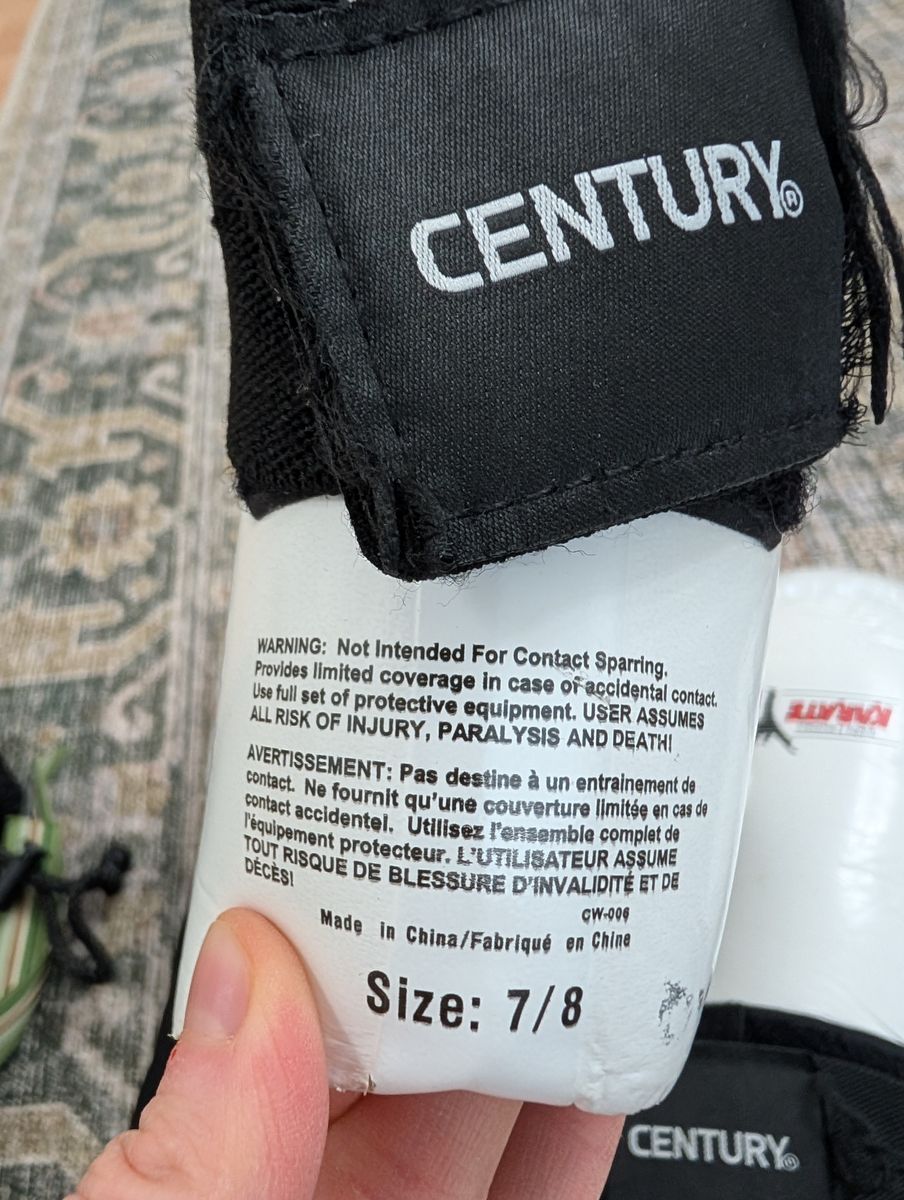 CENTURY®
WARNING: Not Intended For Contact Sparring.
Provides limited coverage in case of accidental contact.
Use full set of protective equipment. USER ASSUMES
ALL RISK OF INJURY, PARALYSIS AND DEATH!
AVERTISSEMENT: Pas destine à un entrainement de
contact. Ne fournit qu'une couverture limitée en cas de
contact accidentel. Utilisez l'ensemble complet de
l'équipement protecteur. L'UTILISATEUR ASSUME
TOUT RISQUE DE BLESSURE D'INVALIDITÉ ET DE
DÉCÈS!
CW-006
Made in China/Fabriqué en Chine
Size: 7/8
KARATE
CENTURY®